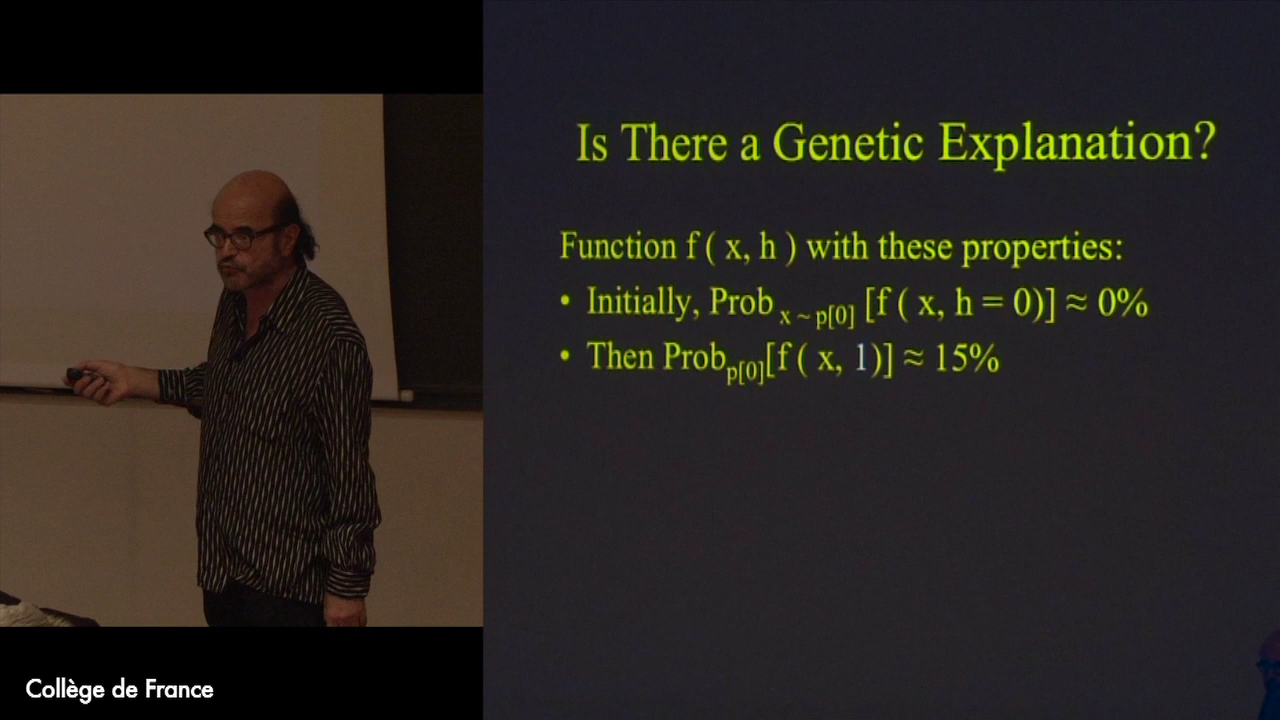 Is There a Genetic Explanation?
Function f ( x, h ) with these properties:
• Initially, Prob x ~ p[0] [f ( x, h = 0)] ≈ 0%
• Then Prob p[0] [f ( x, 1)] ≈ 15%
Collège de France